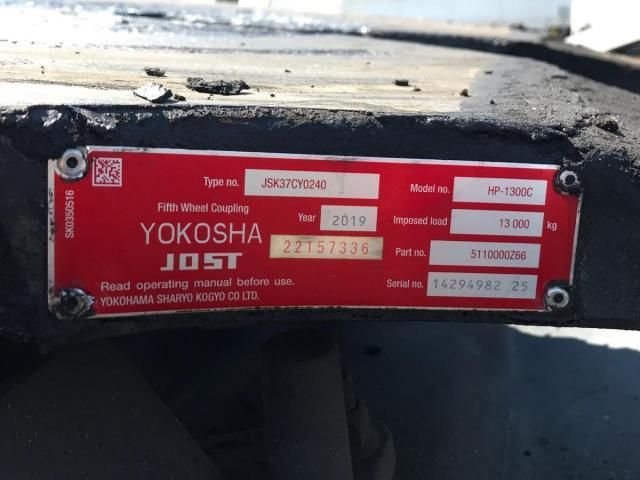 SK0350516
Type no. JSK37CY0240
Model no. HP-1300C
Fifth Wheel Coupling
Year 2019
Imposed load 13 000 kg
YOKOSHA
22157336
Part no. 5110000Z66
JOST
Serial no. 14294982 25
Read operating manual before use.
YOKOHAMA SHARYO KOGYO CO LTD.